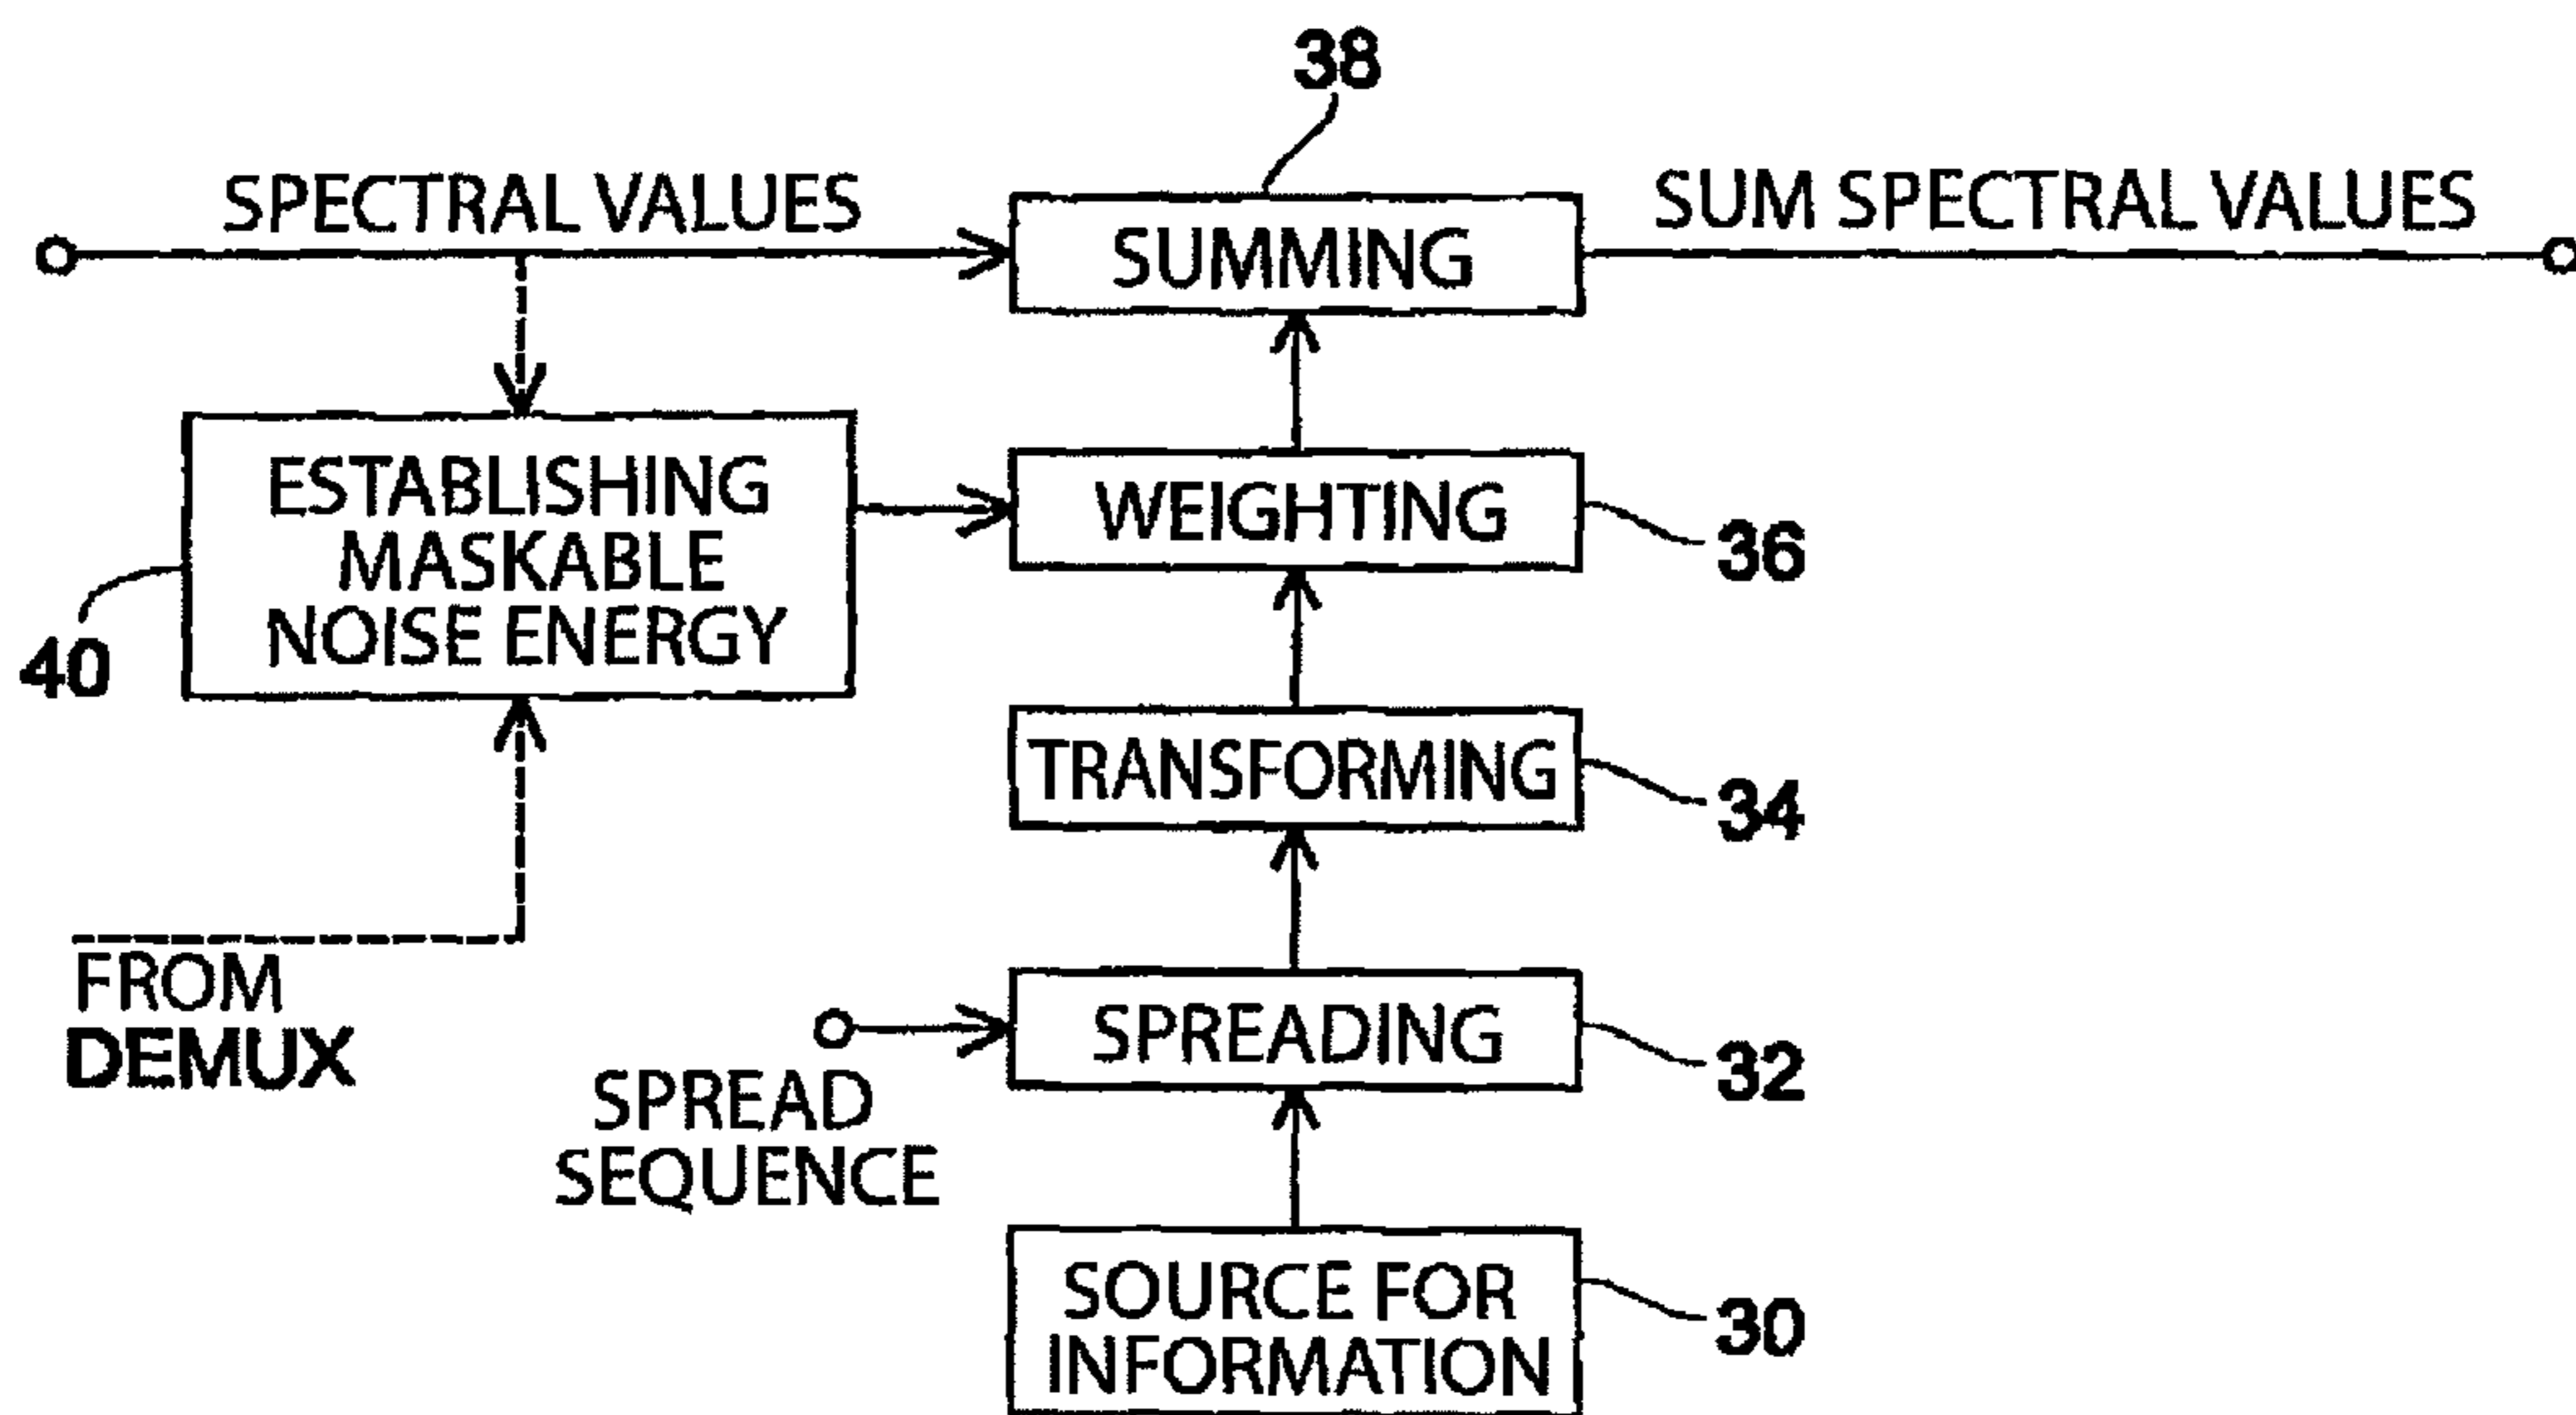 38
SPECTRAL VALUES
SUMMING
SUM SPECTRAL VALUES
ESTABLISHING
MASKABLE
NOISE ENERGY
40
WEIGHTING
36
TRANSFORMING
34
FROM
DEMUX
SPREAD
SEQUENCE
SPREADING
32
SOURCE FOR
INFORMATION
30